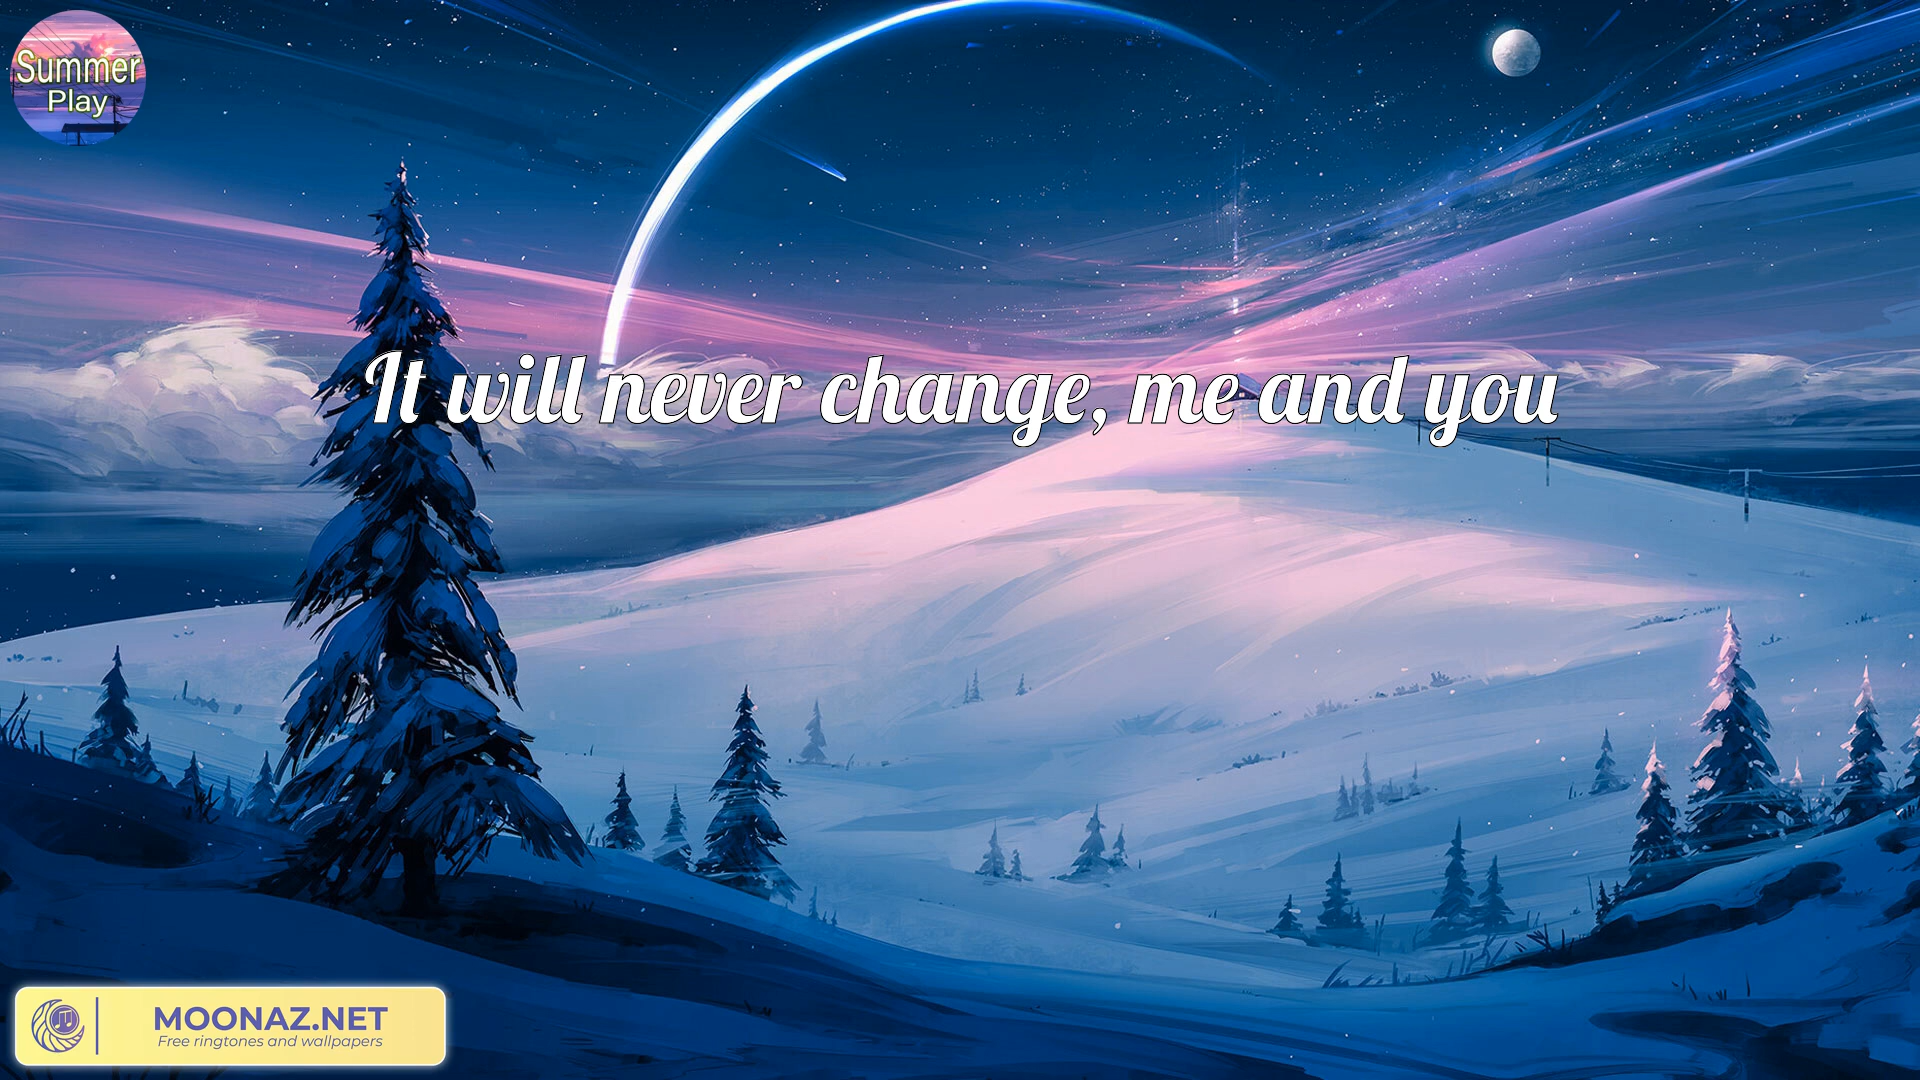 Summer
Play
It will never change, me and you
MOONAZ.NET
Free ringtones and wallpapers